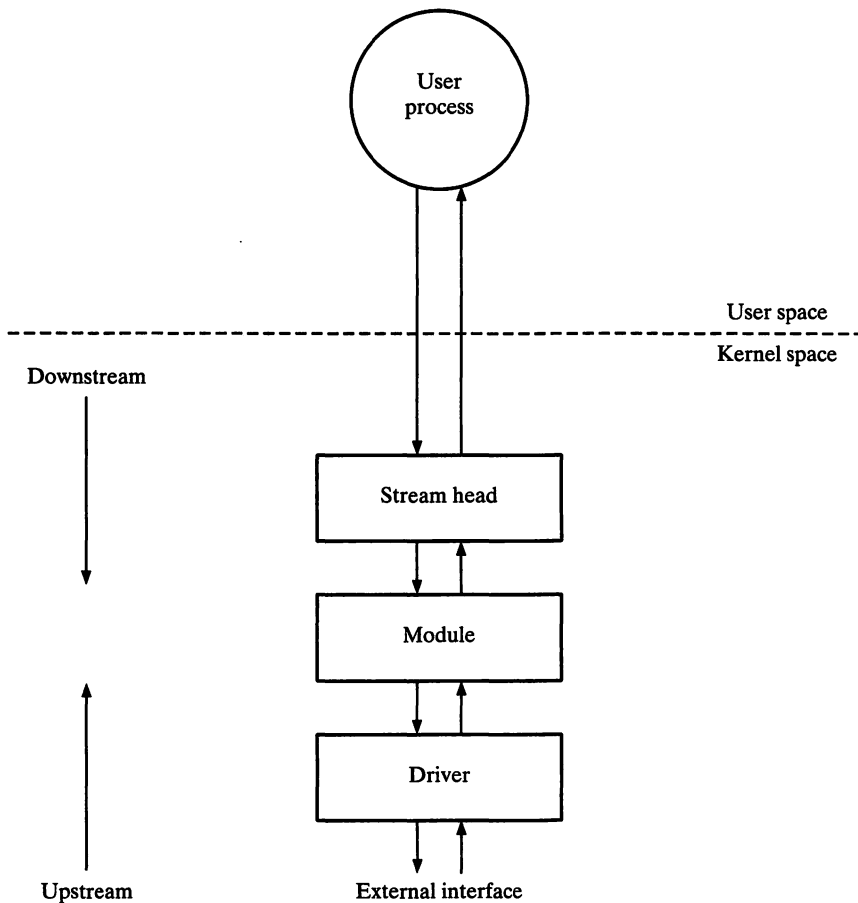 User
process
User space
Kernel space
Downstream
Stream head
Module
Driver
Upstream
External interface